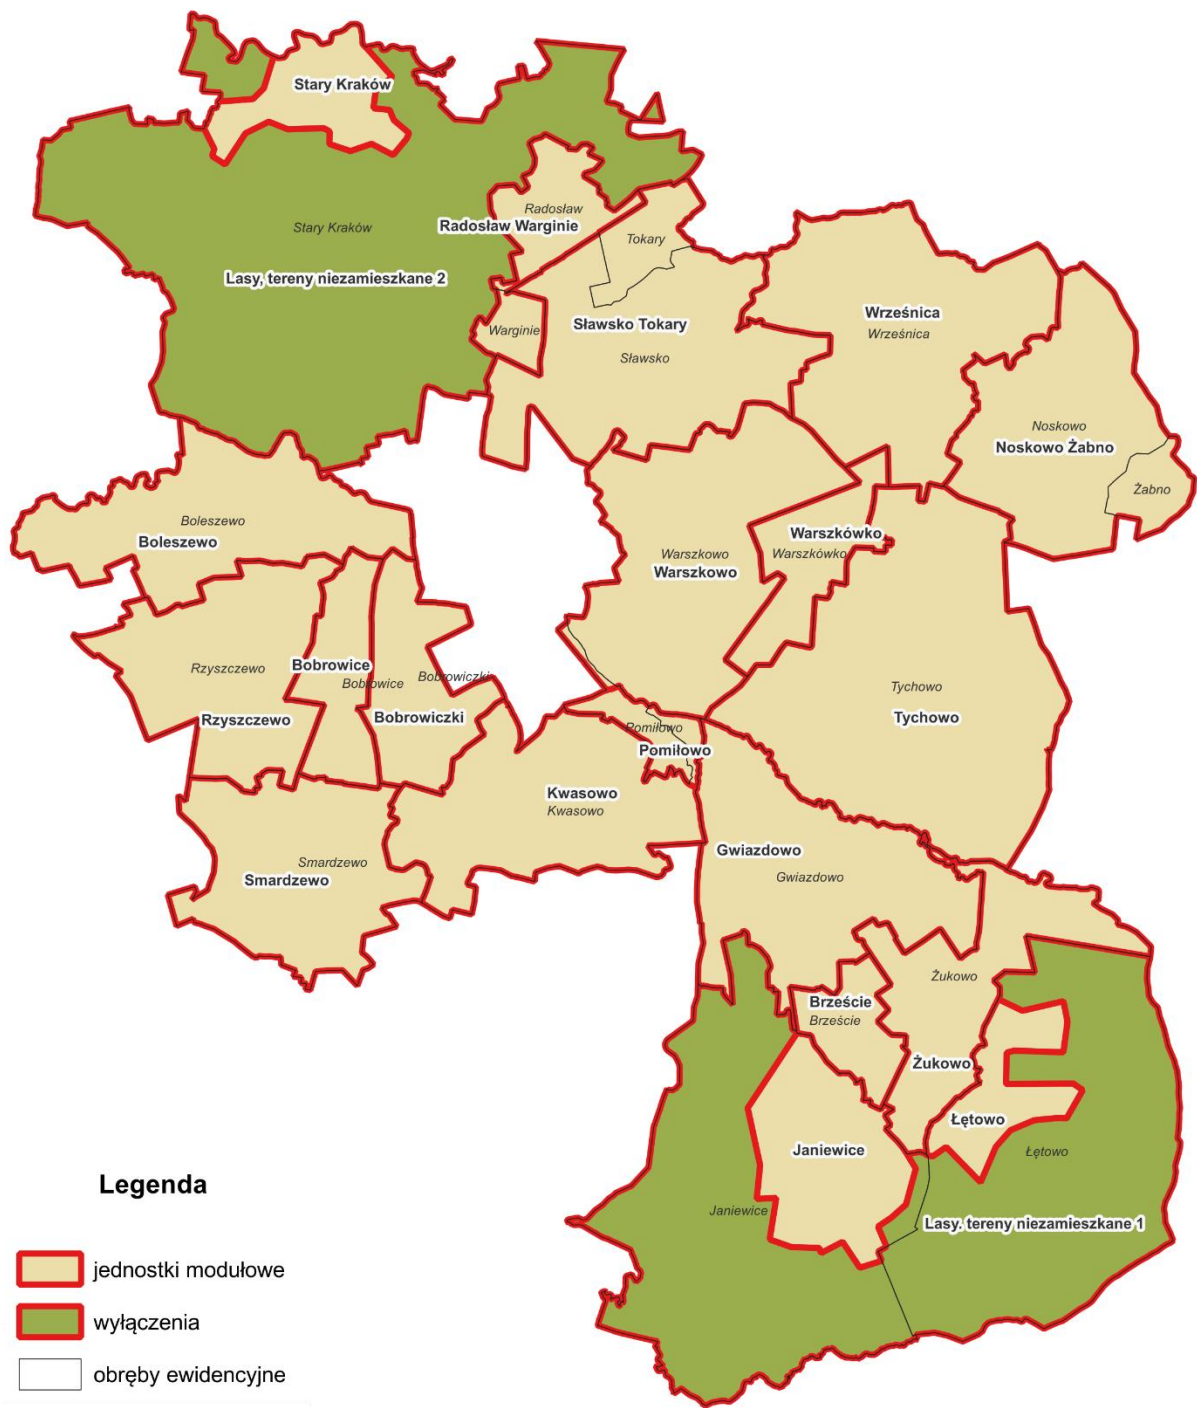 Stary Kraków
Radosław
Radosław Warginie
Stary Kraków
Tokary
Lasy, tereny niezamieszkane 2
Wrześnica
Sławsko Tokary
Warginie
Wrześnica
Sławsko
Noskowo
Noskowo Żabno
Żabno
Boleszewo
Boleszewo
Warszkówko
Warszkowo
Warszkówko
Warszkowo
Rzyszczewo
Bobrowice
Bobrowiczki
Bobrowice
Tychowo
Rzyszczewo
Bobrowiczki
Tychowo
Pomiłowo
Pomiłowo
Kwasowo
Kwasowo
Gwiazdowo
Smardzewo
Smardzewo
Gwiazdowo
Żukowo
Brzeście
Brzeście
Żukowo
Łętowo
Janiewice
Łętowo
Janiewice
Lasy. tereny niezamieszkane 1
Legenda
jednostki modułowe
wyłączenia
obręby ewidencyjne